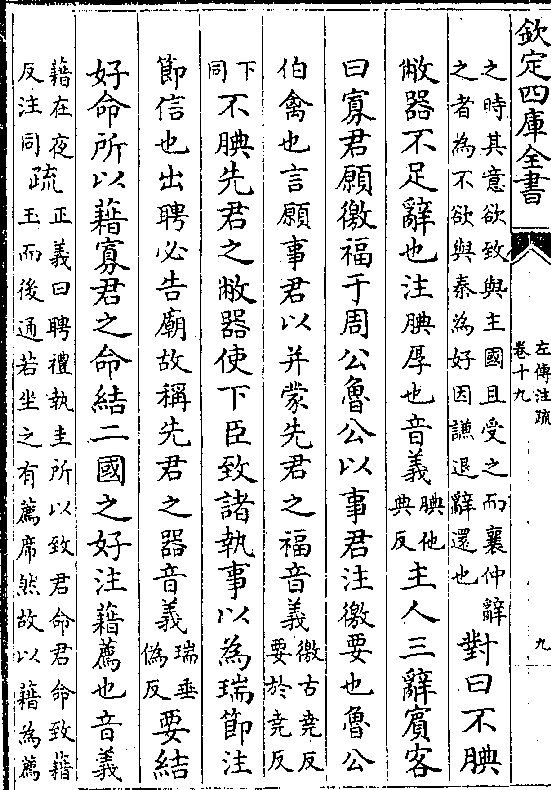 欽定四庫全書
左傳注疏
卷十九
九
之時其意欲致與主國且受之而襄仲辭
之者為不欲與秦為好因謙退辭還也
對曰不腆
敝器不足辭也注腆厚也音義
腆他
典反
主人三辭賓客
曰寡君願徼福于周公魯公以事君注徼要也魯公
伯禽也言願事君以并蒙先君之福音義
徼古堯反
要於堯反
下
同
不腆先君之敝器使下臣致諸執事以為瑞節注
節信也出聘必告廟故稱先君之器音義
瑞垂
偽反
要結
好命所以藉寡君之命結二國之好注藉薦也音義
藉在夜
反注同
疏
正義曰聘禮執圭所以致君命君命致藉
玉而後通若坐之有薦席然故以藉為薦